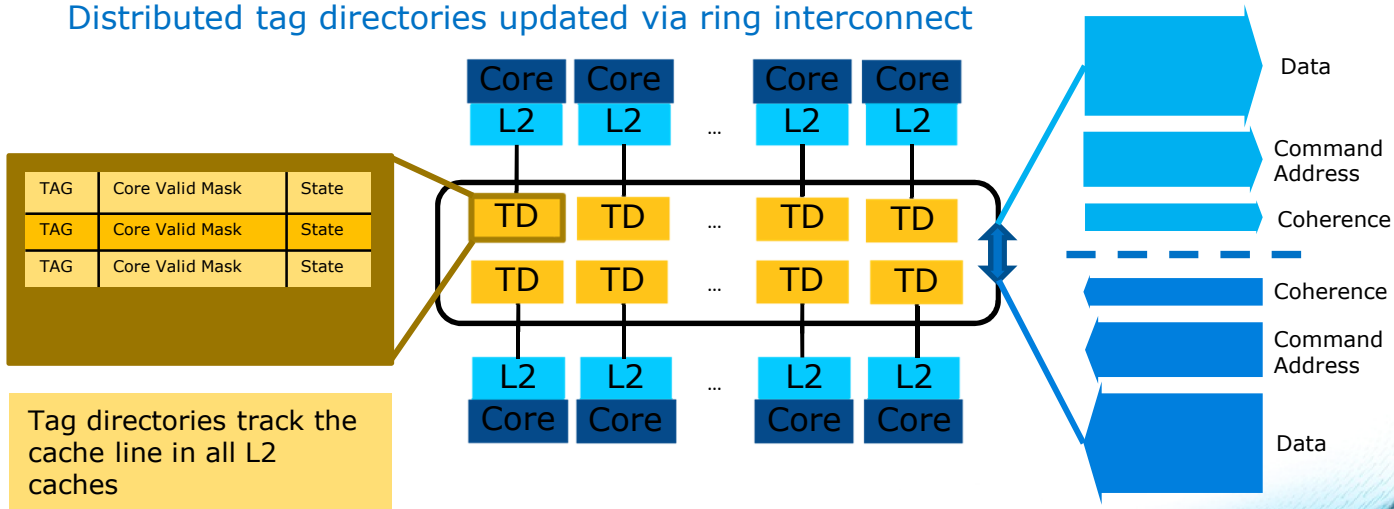 Distributed tag directories updated via ring interconnect
Core Core Core Core
L2 L2 ... L2 L2
TAG Core Valid Mask State
TAG Core Valid Mask State
TAG Core Valid Mask State
TD TD ... TD TD
TD TD ... TD TD
L2 L2 ... L2 L2
Core Core Core Core
Tag directories track the
cache line in all L2
caches
Data
Command
Address
Coherence
Coherence
Command
Address
Data